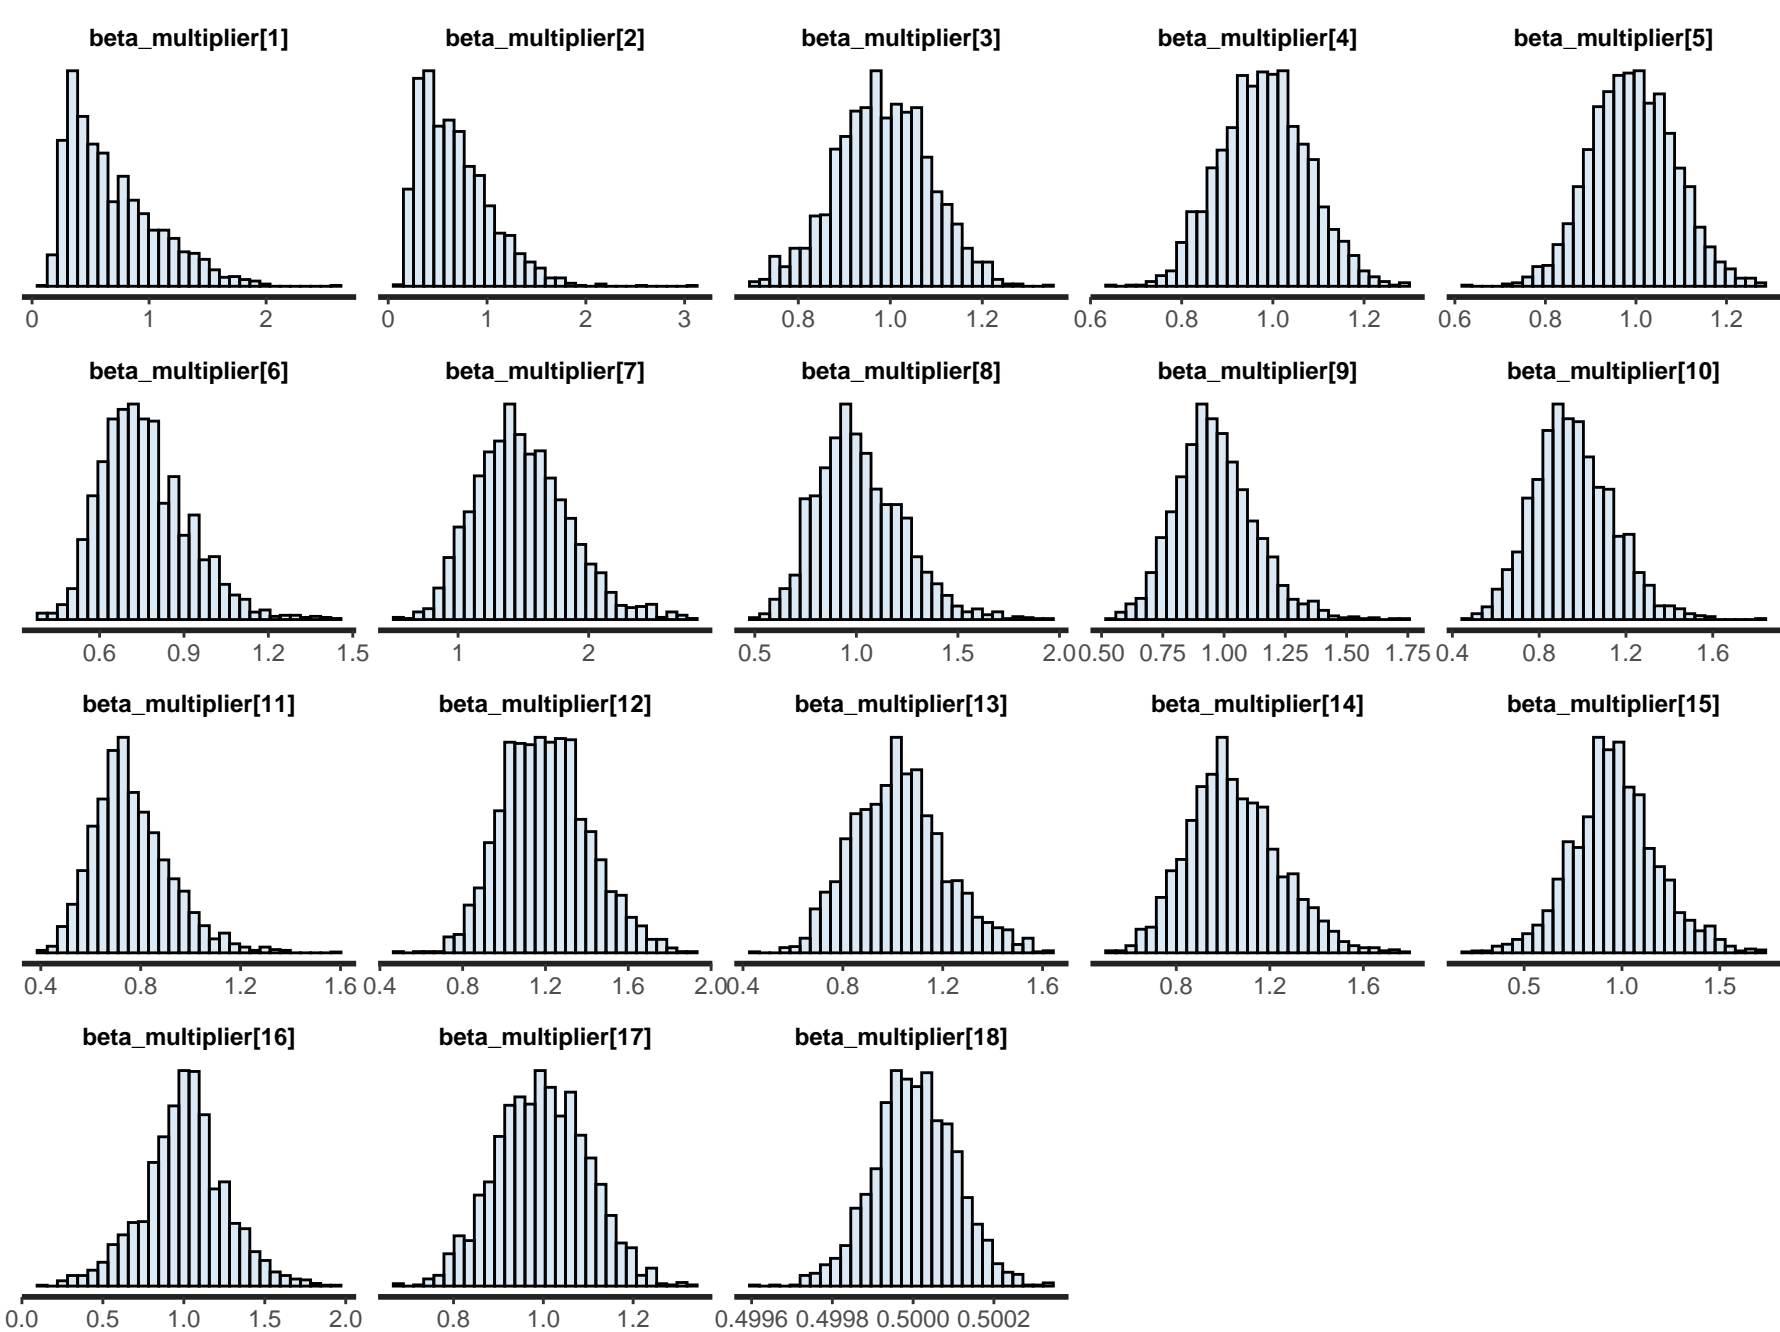 beta_multiplier[1] beta_multiplier[2] beta_multiplier[3] beta_multiplier[4] beta_multiplier[5]
0 1 2 0 1 2 3 0.8 1.0 1.2 0.6 0.8 1.0 1.2 0.6 0.8 1.0 1.2
beta_multiplier[6] beta_multiplier[7] beta_multiplier[8] beta_multiplier[9] beta_multiplier[10]
0.6 0.9 1.2 1.5 1 2 0.5 1.0 1.5 2.0 0.50 0.75 1.00 1.25 1.50 1.75 0.4 0.8 1.2 1.6
beta_multiplier[11] beta_multiplier[12] beta_multiplier[13] beta_multiplier[14] beta_multiplier[15]
0.4 0.8 1.2 1.6 0.4 0.8 1.2 1.6 2.0 0.4 0.8 1.2 1.6 0.8 1.2 1.6 0.5 1.0 1.5
beta_multiplier[16] beta_multiplier[17] beta_multiplier[18]
0.0 0.5 1.0 1.5 2.0 0.8 1.0 1.2 0.4996 0.4998 0.5000 0.5002